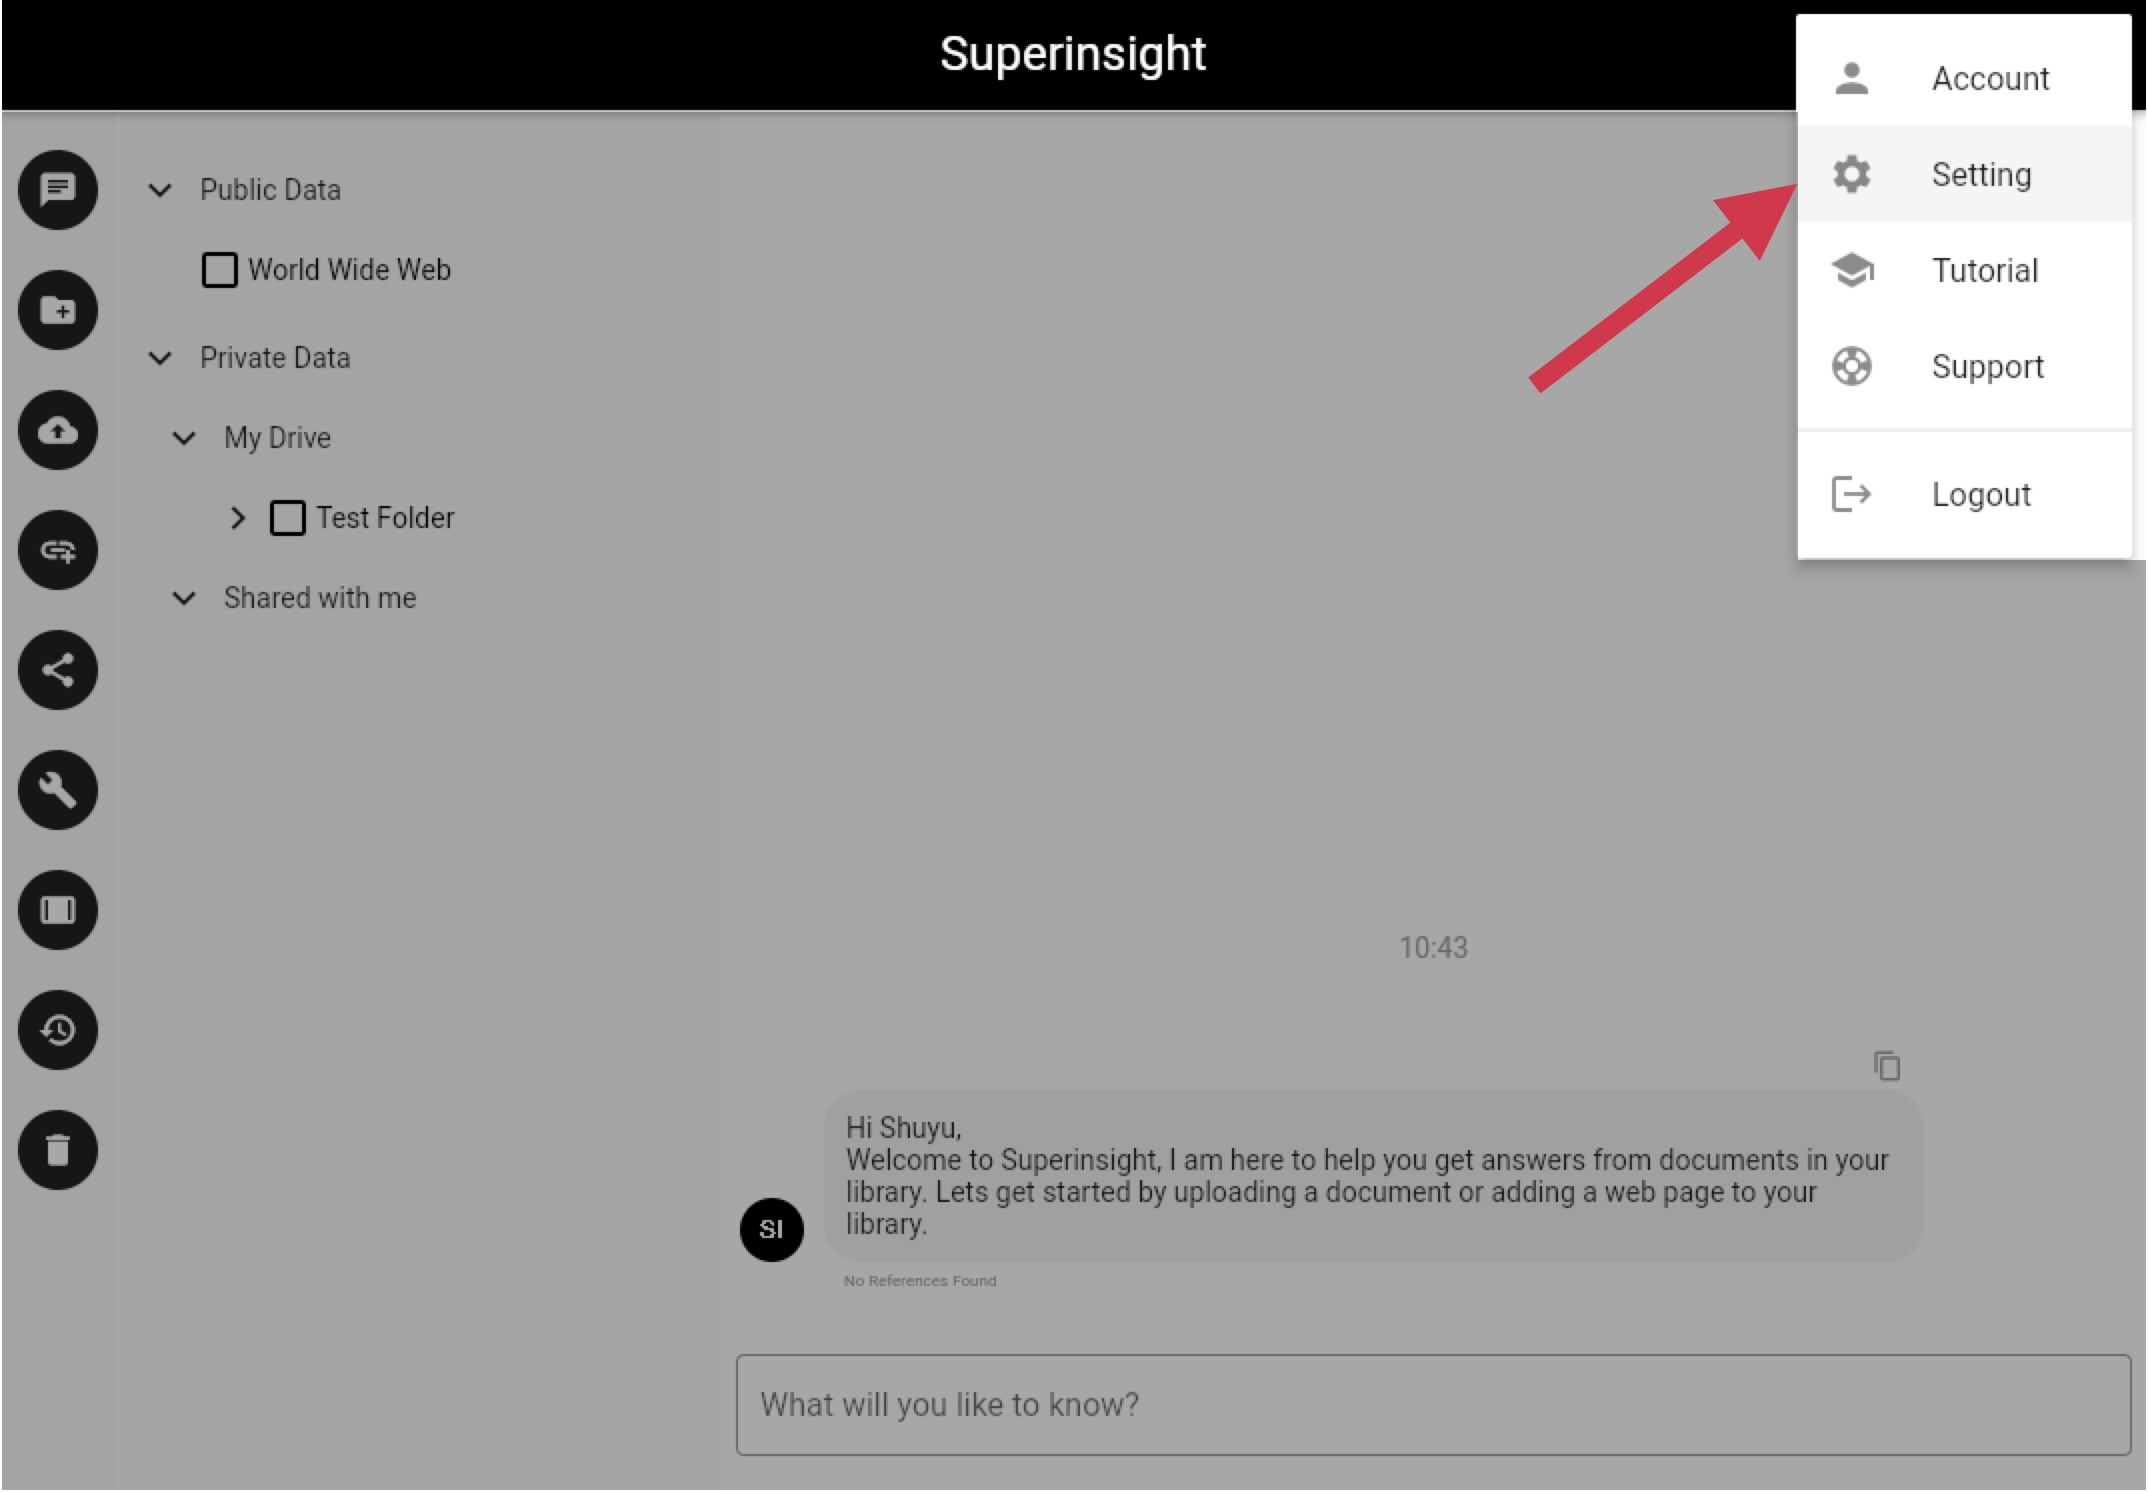 Superinsight
Account
Setting
Tutorial
Support
Logout
Public Data
World Wide Web
Private Data
My Drive
Test Folder
Shared with me
10:43
Hi Shuyu,
Welcome to Superinsight, I am here to help you get answers from documents in your
library. Lets get started by uploading a document or adding a web page to your
library.
SI
No References Found
What will you like to know?